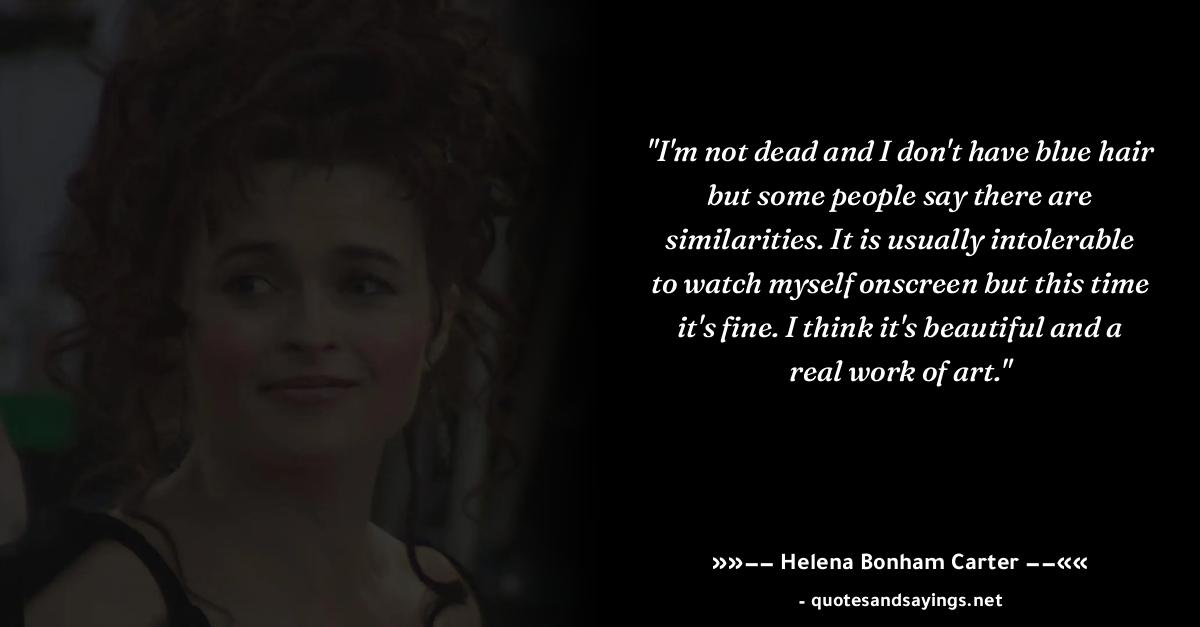 "I'm not dead and I don't have blue hair
but some people say there are
similarities. It is usually intolerable
to watch myself onscreen but this time
it's fine. I think it's beautiful and a
real work of art."
»»−− Helena Bonham Carter −−««
- quotesandsayings.net